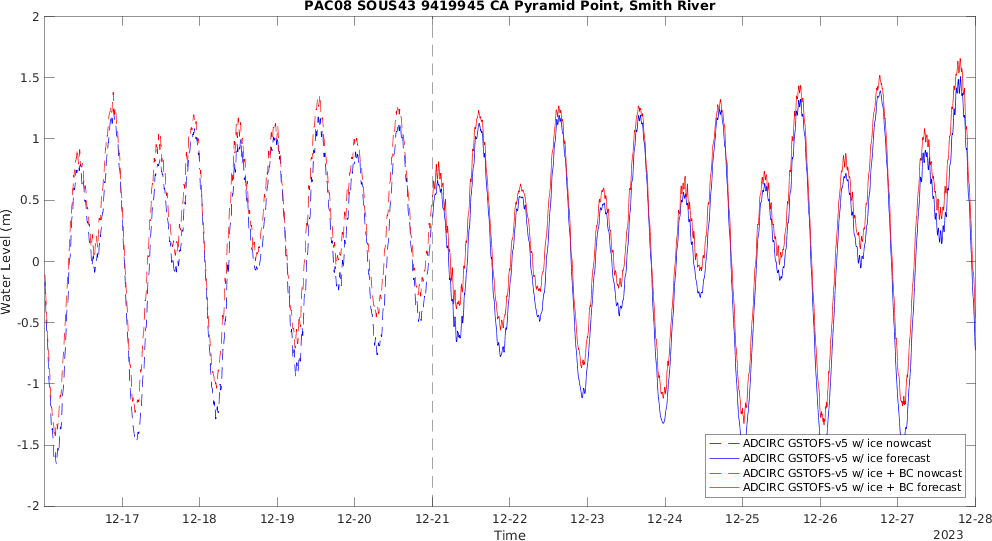 PAC08 SOUS43 9419945 CA Pyramid Point, Smith River
2
1.5
1
0.5
0
-0.5
-1
-1.5
-2
Water Level (m)
12-17 12-18 12-19 12-20 12-21 12-22 12-23 12-24 12-25 12-26 12-27 12-28
Time
2023
ADCIRC GSTOFS-v5 w/ ice nowcast
ADCIRC GSTOFS-v5 w/ ice forecast
ADCIRC GSTOFS-v5 w/ ice + BC nowcast
ADCIRC GSTOFS-v5 w/ ice + BC forecast